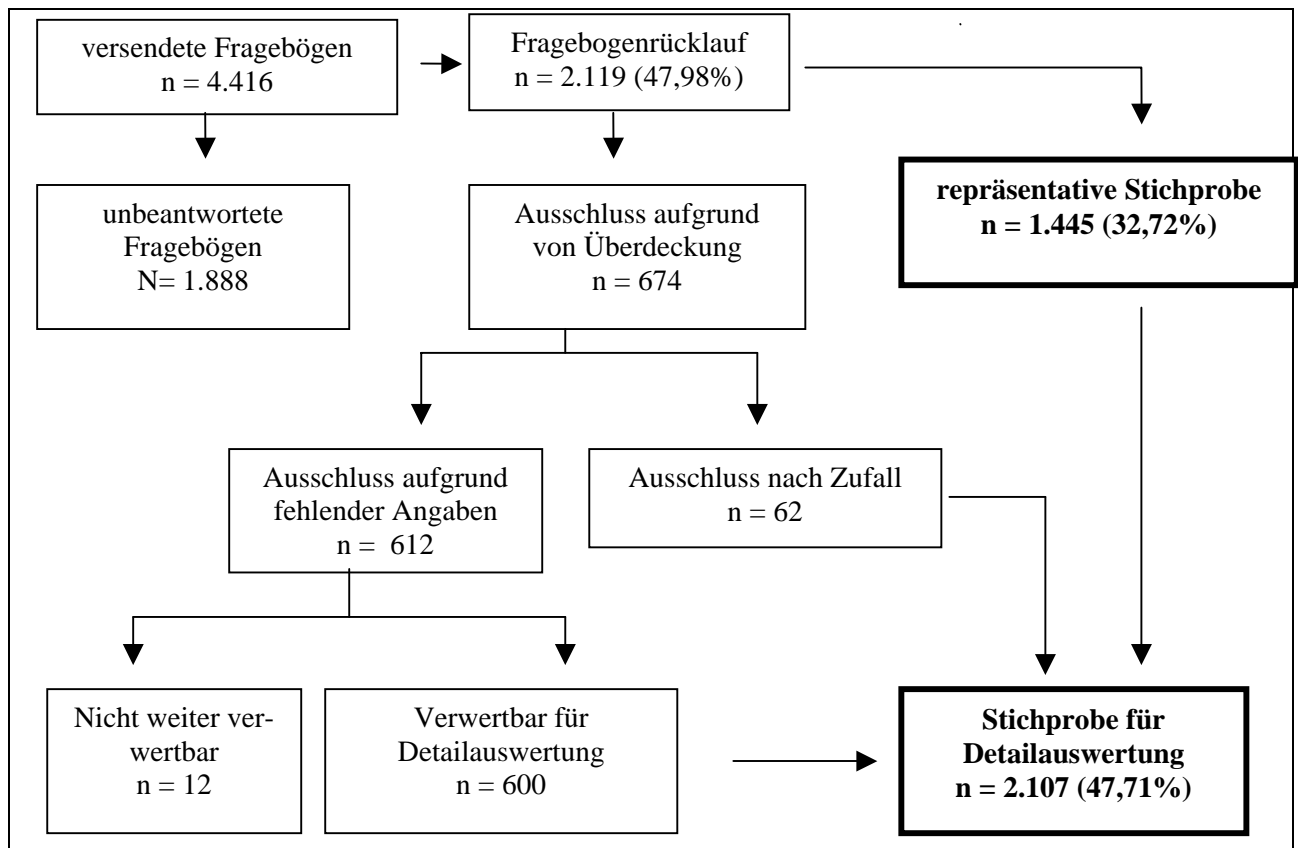 versendete Fragebögen
n = 4.416
Fragebogenrücklauf
n = 2.119 (47,98%)
repräsentative Stichprobe
n = 1.445 (32,72%)
unbeantwortete
Fragebögen
N= 1.888
Ausschluss aufgrund
von Überdeckung
n = 674
Ausschluss aufgrund
fehlender Angaben
n =  612
Ausschluss nach Zufall
n = 62
Nicht weiter ver-
wertbar
n = 12
Verwertbar für
Detailauswertung
n = 600
Stichprobe für
Detailauswertung
n = 2.107 (47,71%)